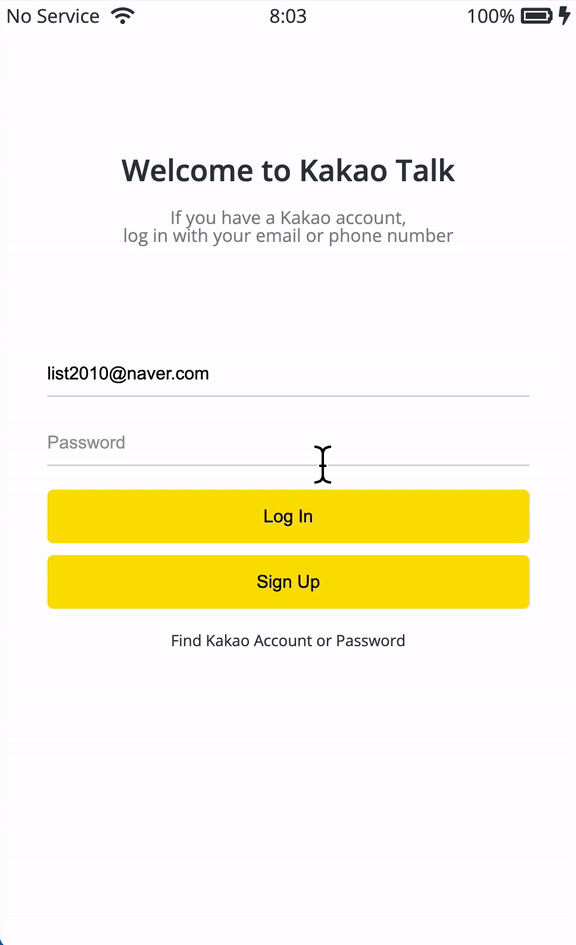 No Service 8:03 100%
Welcome to Kakao Talk
If you have a Kakao account,
log in with your email or phone number
list2010@naver.com
Password
Log In
Sign Up
Find Kakao Account or Password